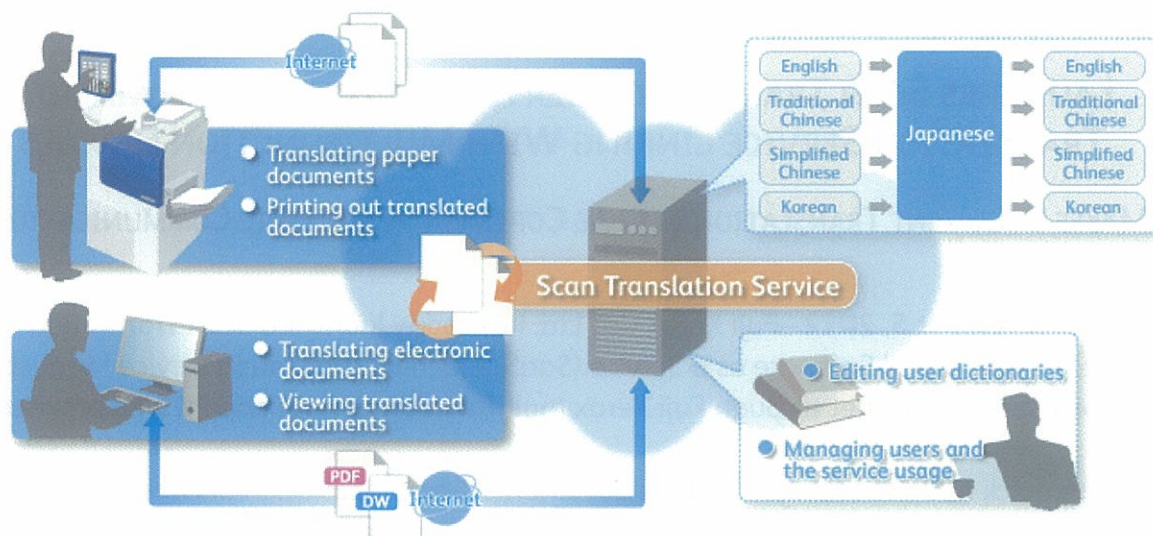 Internet
● Translating paper
documents
● Printing out translated
documents
English
Traditional
Chinese
Simplified
Chinese
Korean
Japanese
English
Traditional
Chinese
Simplified
Chinese
Korean
Scan Translation Service
● Translating electronic
documents
● Viewing translated
documents
PDF
DW
Internet
● Editing user dictionaries
● Managing users and
the service usage